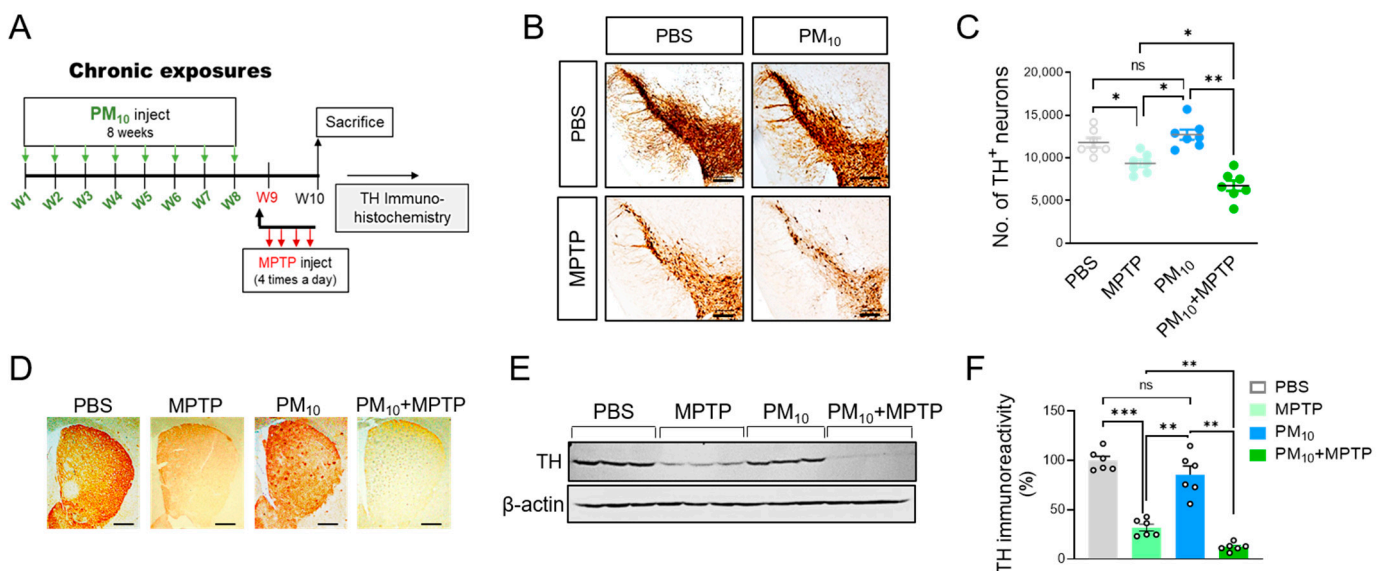 A
Chronic exposures
PM10 inject
8 weeks
Sacrifice
W1 W2 W3 W4 W5 W6 W7 W8 W9 W10
TH Immuno-
histochemistry
MPTP inject
(4 times a day)
B
PBS PM10
PBS
MPTP
C
No. of TH+ neurons
20,000
15,000
10,000
5,000
0
* ns * * **
PBS MPTP PM10 PM10+MPTP
D
PBS MPTP PM10 PM10+MPTP
E
PBS MPTP PM10 PM10+MPTP
TH
β-actin
F
TH immunoreactivity
(%)
150
100
50
0
**
ns
*** ** **
PBS
MPTP
PM10
PM10+MPTP